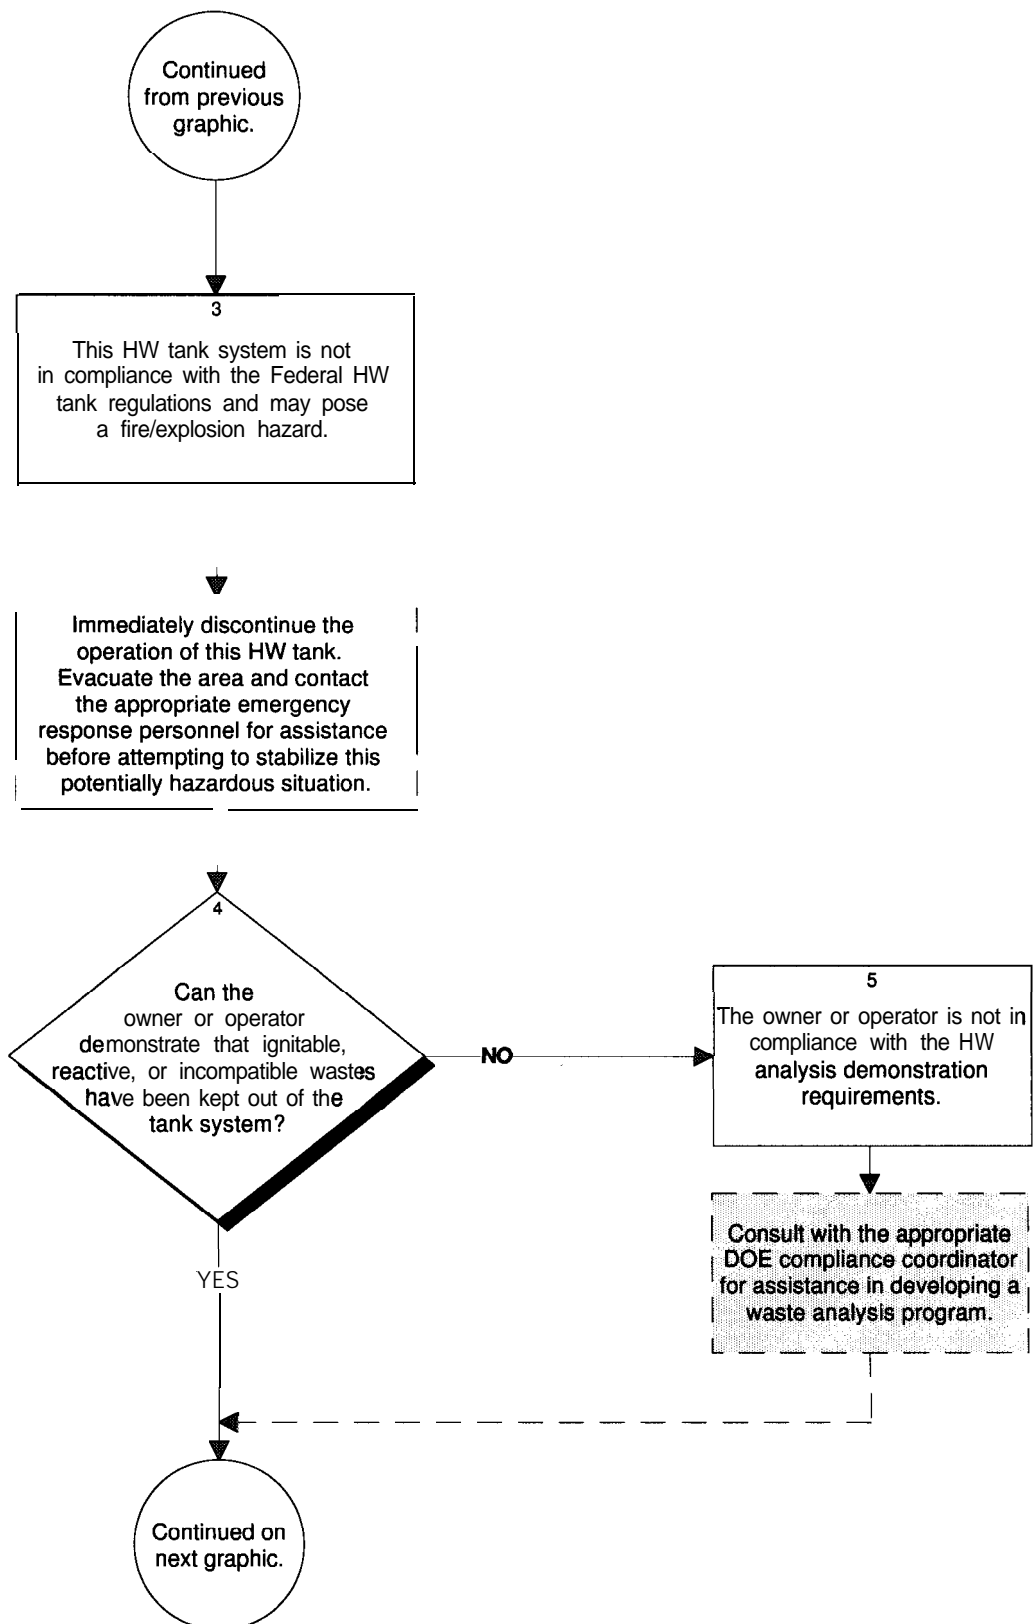 Continued
from previous
graphic.
3
This HW tank system is not
in compliance with the Federal HW
tank regulations and may pose
a fire/explosion hazard.
Immediately discontinue the
operation of this HW tank.
Evacuate the area and contact
the appropriate emergency
response personnel for assistance
before attempting to stabilize this
potentially hazardous situation.
4
Can the
owner or operator
demonstrate that ignitable,
reactive, or incompatible wastes
have been kept out of the
tank system?
NO
5
The owner or operator is not in
compliance with the HW
analysis demonstration
requirements.
Consult with the appropriate
DOE compliance coordinator
for assistance in developing a
waste analysis program.
YES
Continued on
next graphic.